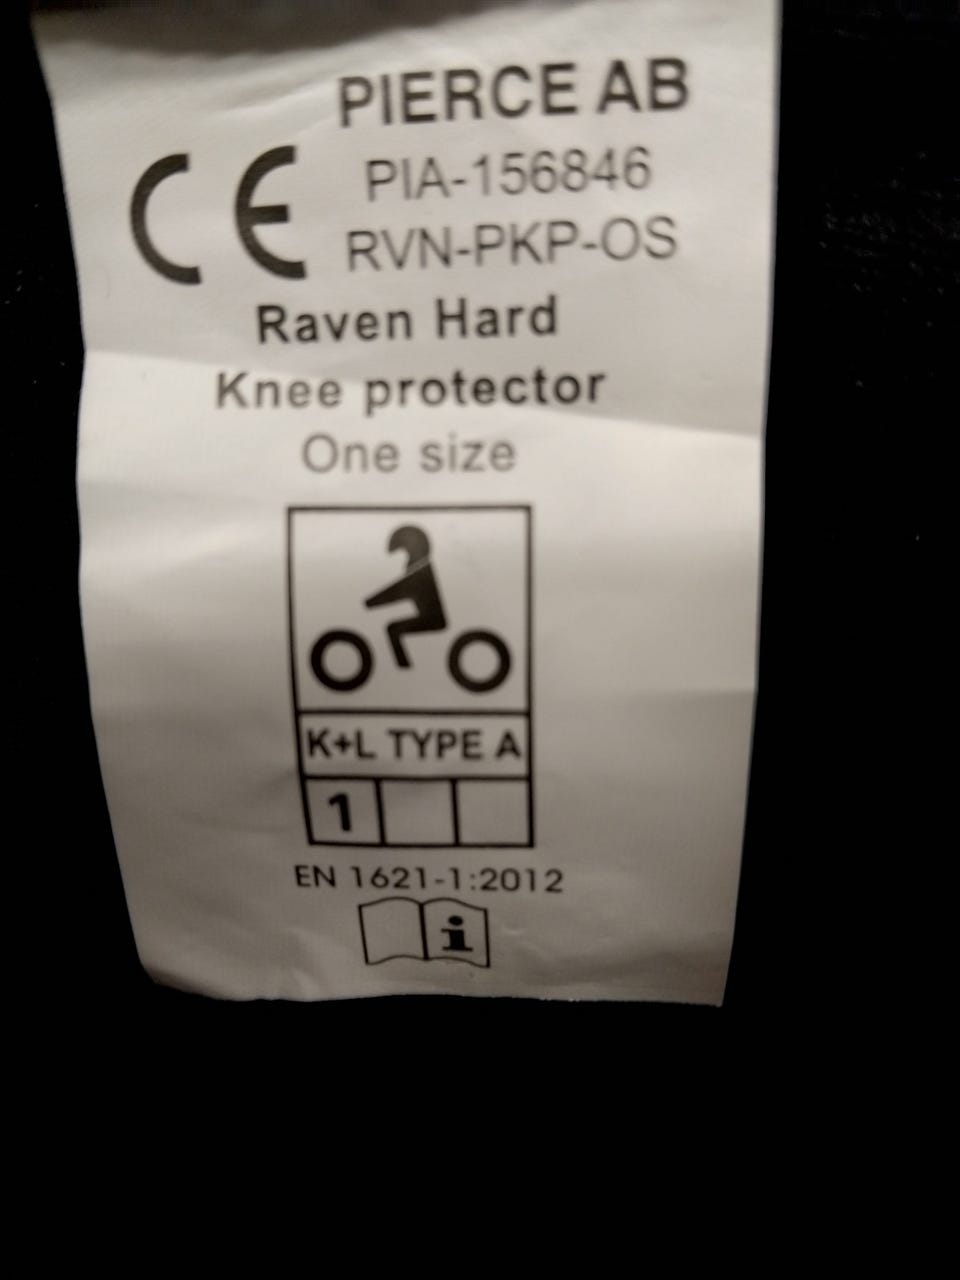 PIERCE AB
CE PIA-156846
RVN-PKP-OS
Raven Hard
Knee protector
One size
K+L TYPE A
1
EN 1621-1:2012
i